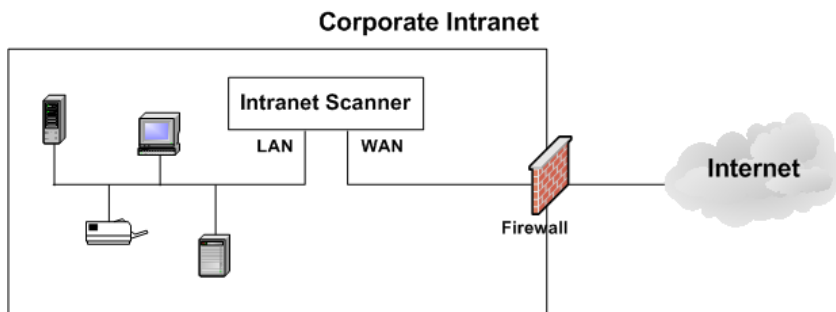 Corporate Intranet
Intranet Scanner
LAN
WAN
Internet
Firewall